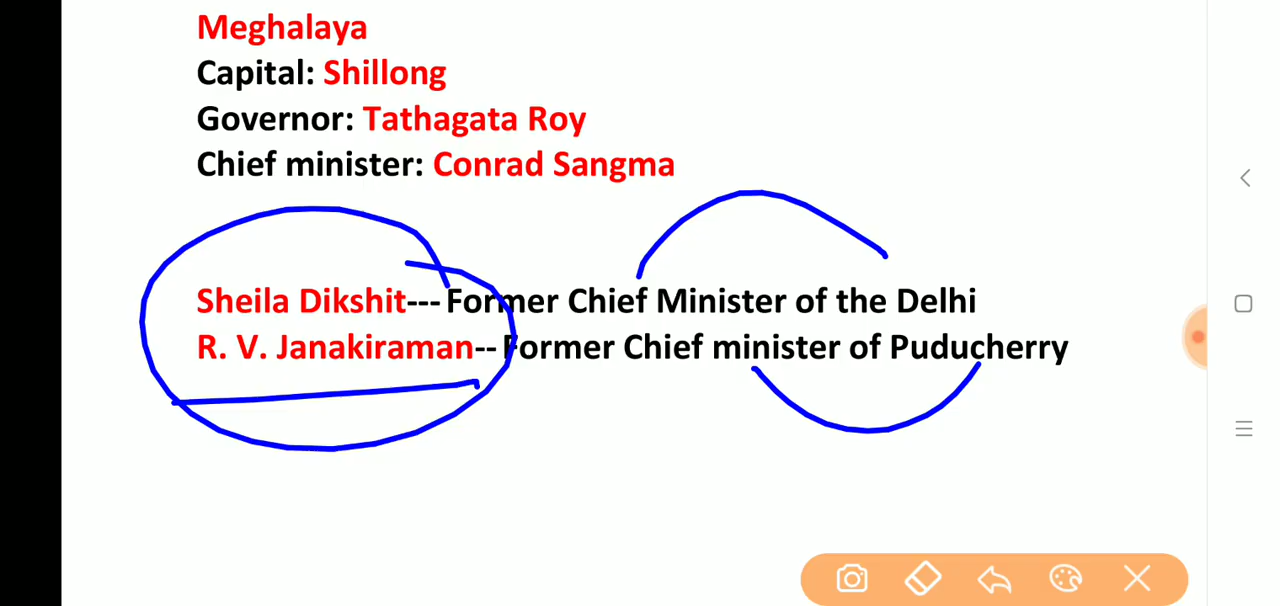 Meghalaya
Capital: Shillong
Governor: Tathagata Roy
Chief minister: Conrad Sangma
Sheila Dikshit--- Former Chief Minister of the Delhi
R. V. Janakiraman-- Former Chief minister of Puducherry